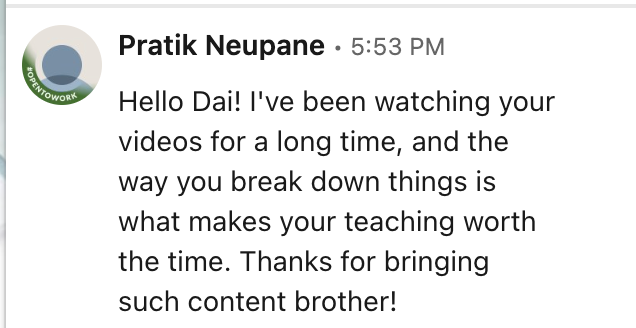 Pratik Neupane • 5:53 PM
#OPENTOWORK
Hello Dai! I've been watching your
videos for a long time, and the
way you break down things is
what makes your teaching worth
the time. Thanks for bringing
such content brother!